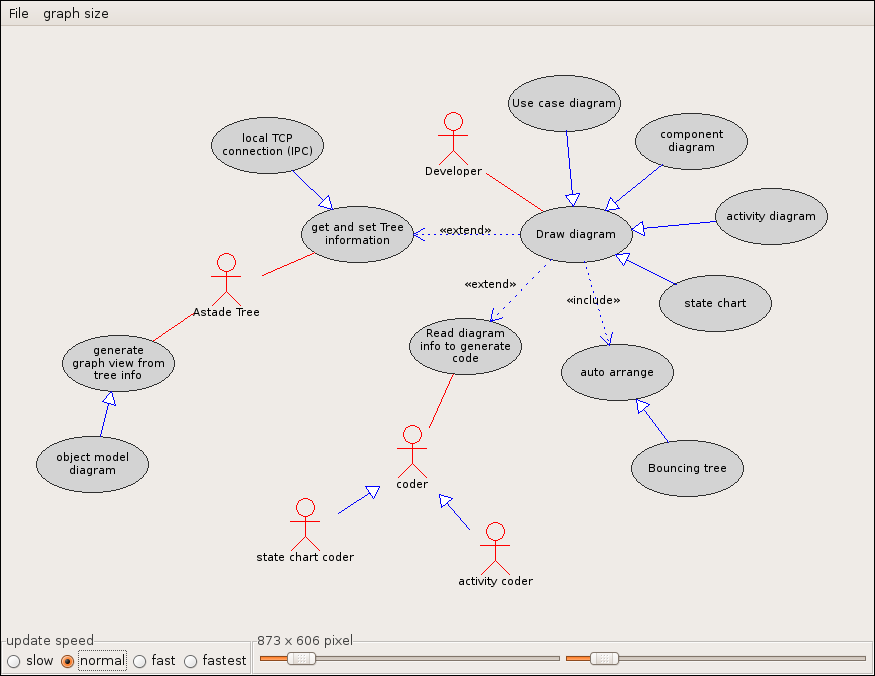 File graph size
Use case diagram
local TCP
connection (IPC)
component
diagram
Developer
activity diagram
get and set Tree
information
«extend»
Draw diagram
«extend»
«include»
state chart
Astade Tree
Read diagram
info to generate
code
generate
graph view from
tree info
auto arrange
object model
diagram
Bouncing tree
coder
state chart coder
activity coder
update speed
873 x 606 pixel
slow normal fast fastest